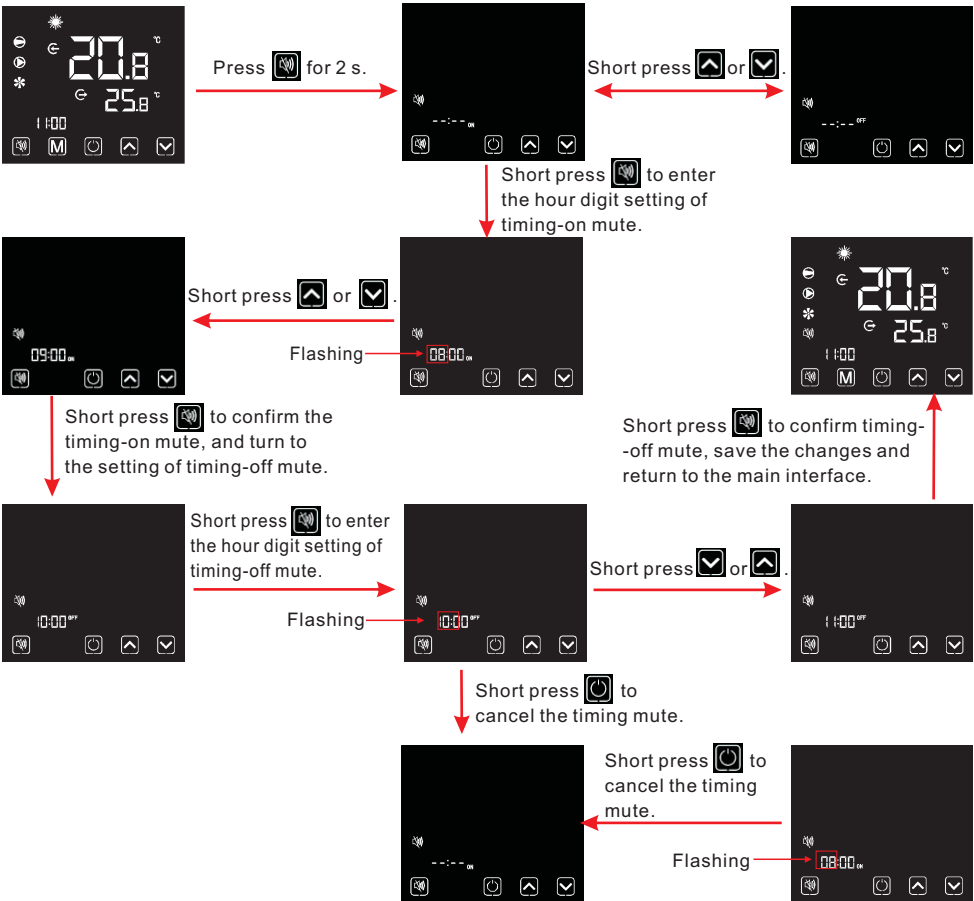 20.8 °C
25.8 °C
11:00
M
Press for 2 s.
--:-- ON
Short press or .
--:-- OFF
Short press to enter
the hour digit setting of
timing-on mute.
09:00 ON
Short press or .
Flashing
08:00 ON
20.8 °C
25.8 °C
11:00
M
Short press to confirm the
timing-on mute, and turn to
the setting of timing-off mute.
Short press to confirm timing-
-off mute, save the changes and
return to the main interface.
10:00 OFF
Short press to enter
the hour digit setting of
timing-off mute.
Flashing
10:00 OFF
Short press or .
11:00 OFF
Short press to
cancel the timing mute.
--:-- ON
Short press to
cancel the timing
mute.
Flashing
08:00 ON